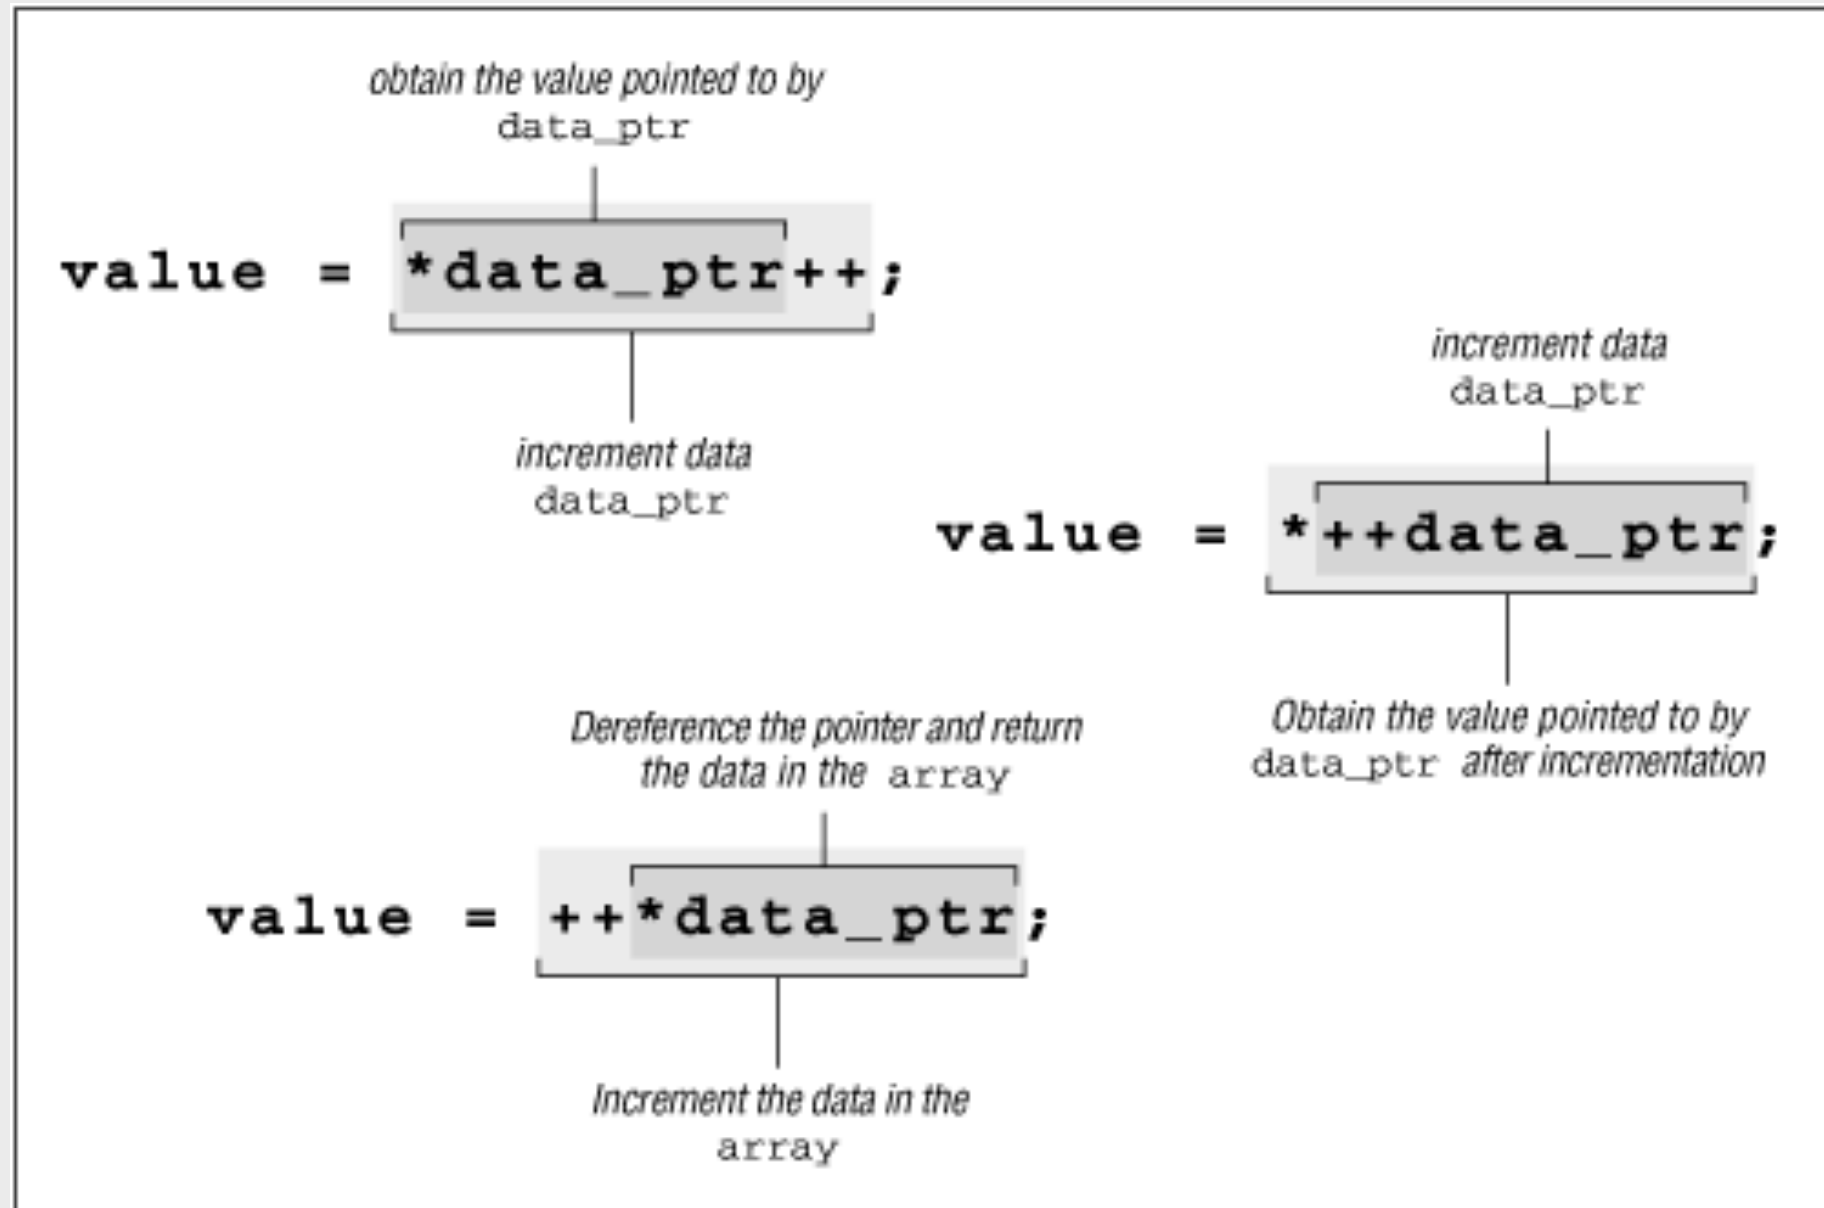 obtain the value pointed to by
data_ptr
value = *data_ptr++;
increment data
data_ptr
increment data
data_ptr
value = *++data_ptr;
Obtain the value pointed to by
data_ptr after incrementation
Dereference the pointer and return
the data in the array
value = ++*data_ptr;
Increment the data in the
array